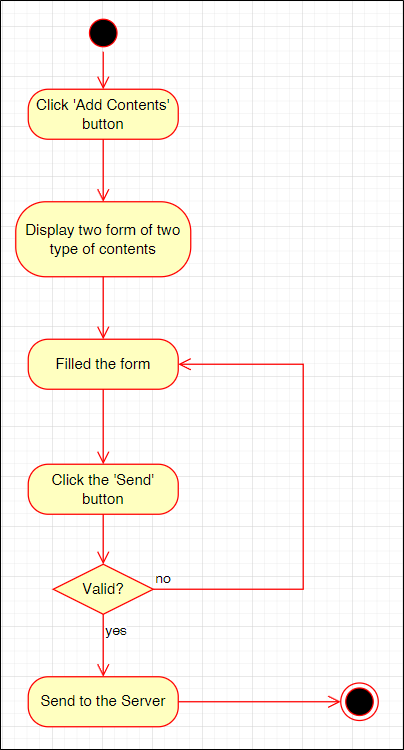 Click 'Add Contents'
button
Display two form of two
type of contents
Filled the form
Click the 'Send'
button
Valid?
no
yes
Send to the Server